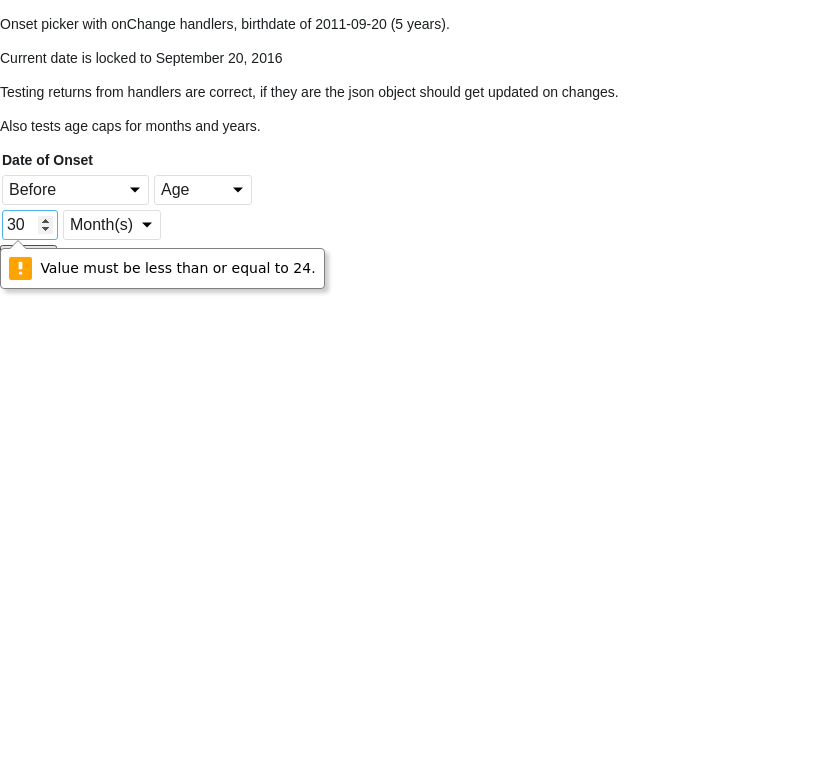 Onset picker with onChange handlers, birthdate of 2011-09-20 (5 years).
Current date is locked to September 20, 2016
Testing returns from handlers are correct, if they are the json object should get updated on changes.
Also tests age caps for months and years.
Date of Onset
Before Age
30 Month(s)
Value must be less than or equal to 24.